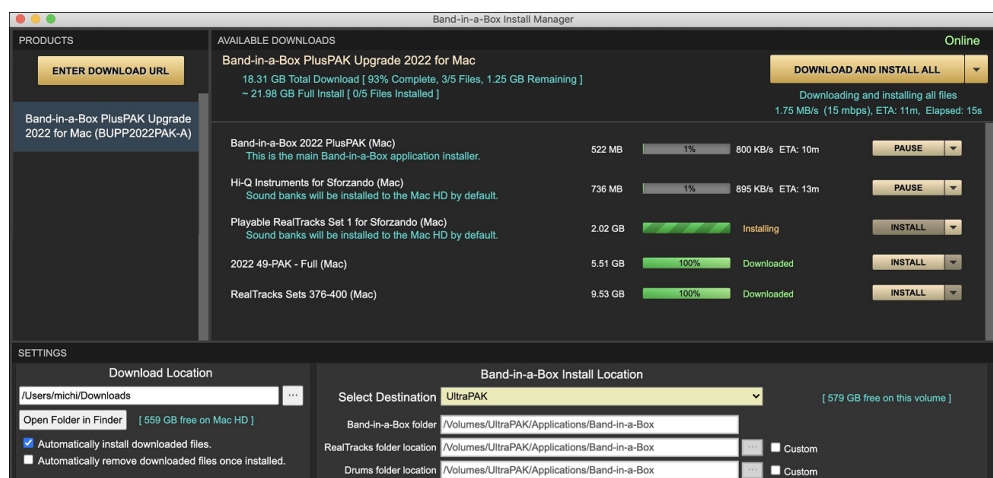 Band-in-a-Box Install Manager
PRODUCTS
ENTER DOWNLOAD URL
Band-in-a-Box PlusPAK Upgrade
2022 for Mac (BUPP2022PAK-A)
AVAILABLE DOWNLOADS
Online
Band-in-a-Box PlusPAK Upgrade 2022 for Mac
18.31 GB Total Download [ 93% Complete, 3/5 Files, 1.25 GB Remaining ]
~ 21.98 GB Full Install [ 0/5 Files Installed ]
DOWNLOAD AND INSTALL ALL
Downloading and installing all files
1.75 MB/s (15 mbps), ETA: 11m, Elapsed: 15s
Band-in-a-Box 2022 PlusPAK (Mac)
This is the main Band-in-a-Box application installer.
522 MB 1% 800 KB/s ETA: 10m PAUSE
Hi-Q Instruments for Sforzando (Mac)
Sound banks will be installed to the Mac HD by default.
736 MB 1% 895 KB/s ETA: 13m PAUSE
Playable RealTracks Set 1 for Sforzando (Mac)
Sound banks will be installed to the Mac HD by default.
2.02 GB Installing INSTALL
2022 49-PAK - Full (Mac) 5.51 GB 100% Downloaded INSTALL
RealTracks Sets 376-400 (Mac) 9.53 GB 100% Downloaded INSTALL
SETTINGS
Download Location
/Users/michi/Downloads ...
Open Folder in Finder [ 559 GB free on Mac HD ]
Automatically install downloaded files.
Automatically remove downloaded files once installed.
Band-in-a-Box Install Location
Select Destination UltraPAK [ 579 GB free on this volume ]
Band-in-a-Box folder /Volumes/UltraPAK/Applications/Band-in-a-Box
RealTracks folder location /Volumes/UltraPAK/Applications/Band-in-a-Box ... Custom
Drums folder location /Volumes/UltraPAK/Applications/Band-in-a-Box ... Custom